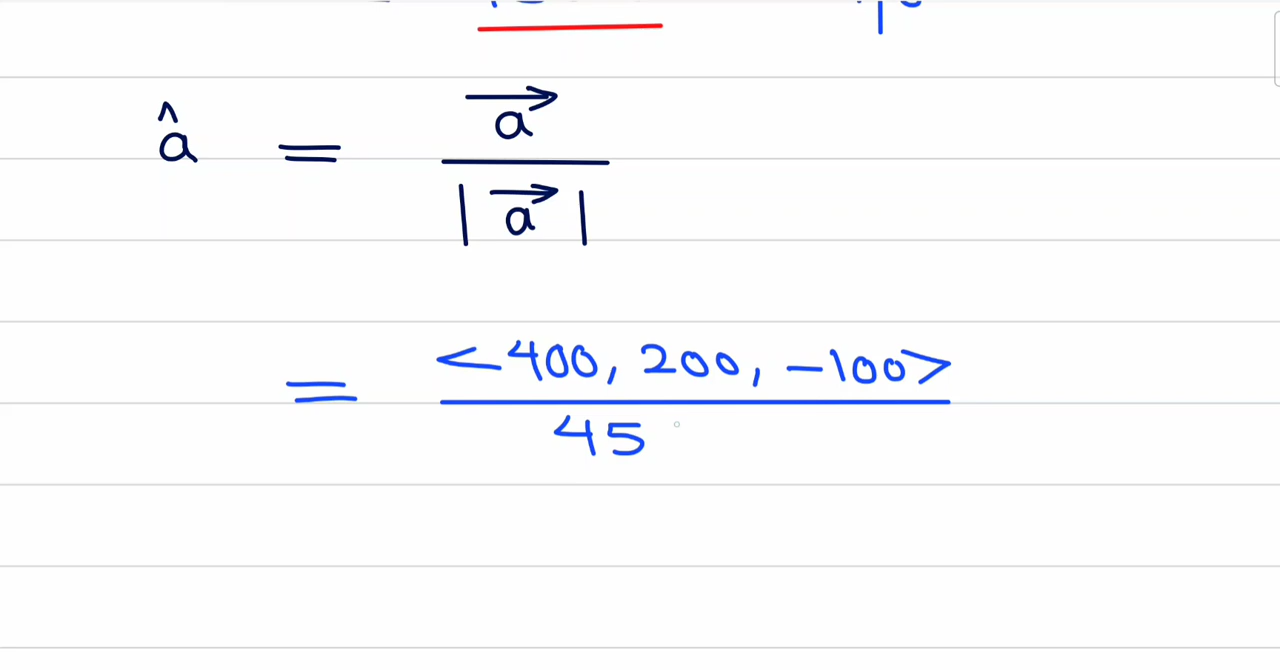 â = a⃗ / |a⃗|
= <400, 200, -100> / 45